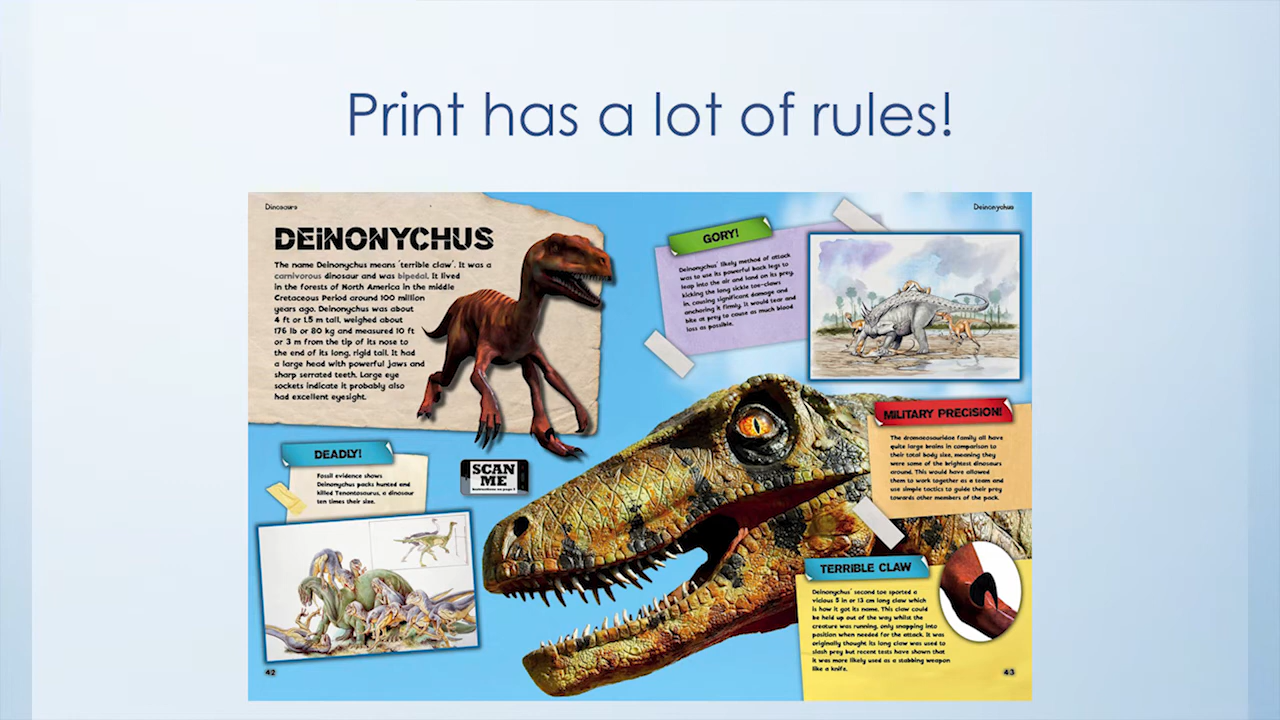 Print has a lot of rules!
Dinosaurs
Deinonychus
DEINONYCHUS
The name Deinonychus means 'terrible claw'. It was a
carnivorous dinosaur and was bipedal. It lived
in the forests of North America in the middle
Cretaceous Period around 100 million
years ago. Deinonychus was about
4 ft or 1.5 m tall, weighed about
176 lb or 80 kg and measured 10 ft
or 3 m from the tip of its nose to
the end of its long, rigid tail. It had
a large head with powerful jaws and
sharp serrated teeth. Large eye
sockets indicate it probably also
had excellent eyesight.
GORY!
Deinonychus' likely method of attack
was to use its powerful back legs to
leap into the air and land on its prey,
kicking the long sickle toe-claws
in, causing significant damage and
anchoring it firmly. It would tear and
bite at prey to cause as much blood
loss as possible.
MILITARY PRECISION!
The dromaeosauridae family all have
quite large brains in comparison to
their total body size, meaning they
were some of the brightest dinosaurs
around. This would have allowed
them to work together as a team and
use simple tactics to guide their prey
towards other members of the pack.
DEADLY!
Fossil evidence shows
Deinonychus packs hunted and
killed Tenontosaurus, a dinosaur
ten times their size.
SCAN
ME
Instructions on page 2
TERRIBLE CLAW
Deinonychus' second toe sported a
vicious 5 in or 13 cm long claw which
is how it got its name. This claw could
be held up out of the way whilst the
creature was running, only snapping into
position when needed for the attack. It was
originally thought its long claw was used to
slash prey but recent tests have shown that
it was more likely used as a stabbing weapon
like a knife.
42
43